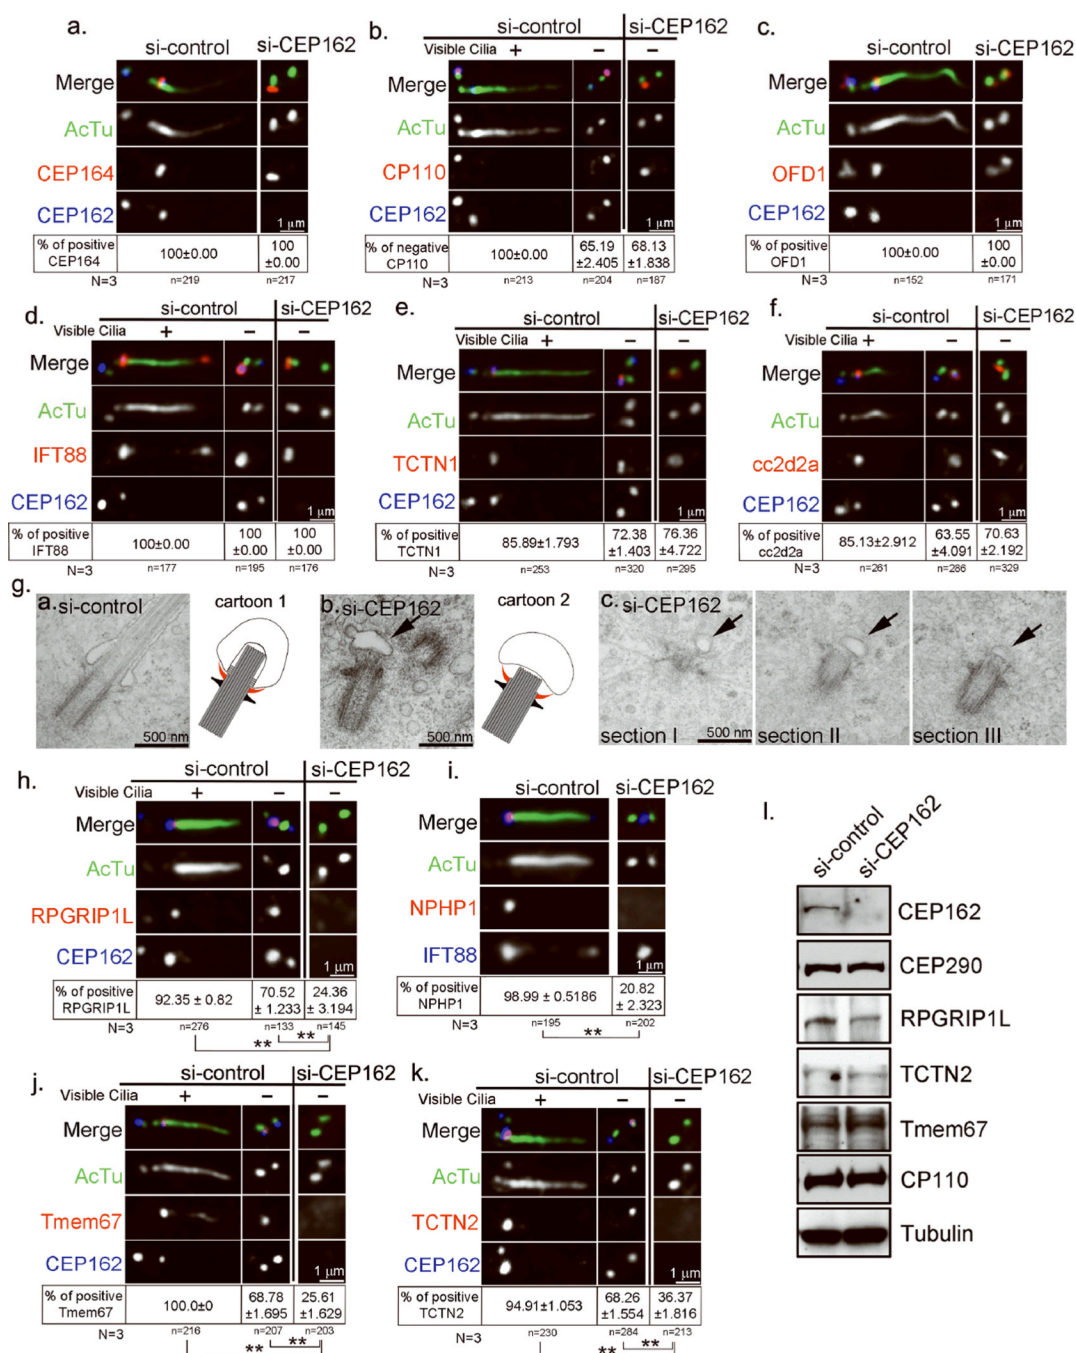 a.
si-control si-CEP162
Merge
AcTu
CEP164
CEP162
1 μm
% of positive CEP164 100±0.00 100 ±0.00
N=3 n=219 n=217
b.
si-control si-CEP162
Visible Cilia + − −
Merge
AcTu
CP110
CEP162
1 μm
% of negative CP110 100±0.00 65.19 ±2.405 68.13 ±1.838
N=3 n=213 n=204 n=187
c.
si-control si-CEP162
Merge
AcTu
OFD1
CEP162
1 μm
% of positive OFD1 100±0.00 100 ±0.00
N=3 n=152 n=171
d.
si-control si-CEP162
Visible Cilia + − −
Merge
AcTu
IFT88
CEP162
1 μm
% of positive IFT88 100±0.00 100 ±0.00 100 ±0.00
N=3 n=177 n=195 n=176
e.
si-control si-CEP162
Visible Cilia + − −
Merge
AcTu
TCTN1
CEP162
1 μm
% of positive TCTN1 85.89±1.793 72.38 ±1.403 76.36 ±4.722
N=3 n=253 n=320 n=295
f.
si-control si-CEP162
Visible Cilia + − −
Merge
AcTu
cc2d2a
CEP162
1 μm
% of positive cc2d2a 85.13±2.912 63.55 ±4.091 70.63 ±2.192
N=3 n=261 n=286 n=329
g.
a.
si-control
500 nm
cartoon 1
b.
si-CEP162
500 nm
cartoon 2
c.
si-CEP162
section I 500 nm section II section III
h.
si-control si-CEP162
Visible Cilia + − −
Merge
AcTu
RPGRIP1L
CEP162
1 μm
% of positive RPGRIP1L 92.35 ± 0.82 70.52 ± 1.233 24.36 ± 3.194
N=3 n=276 n=133 n=145
** **
i.
si-control si-CEP162
Merge
AcTu
NPHP1
IFT88
1 μm
% of positive NPHP1 98.99 ± 0.5186 20.82 ± 2.323
N=3 n=195 n=202
**
j.
si-control si-CEP162
Visible Cilia + − −
Merge
AcTu
Tmem67
CEP162
1 μm
% of positive Tmem67 100.0±0 68.78 ±1.695 25.61 ±1.629
N=3 n=216 n=207 n=203
** **
k.
si-control si-CEP162
Visible Cilia + − −
Merge
AcTu
TCTN2
CEP162
1 μm
% of positive TCTN2 94.91±1.053 68.26 ±1.554 36.37 ±1.816
N=3 n=230 n=284 n=213
** **
l.
si-control si-CEP162
CEP162
CEP290
RPGRIP1L
TCTN2
Tmem67
CP110
Tubulin